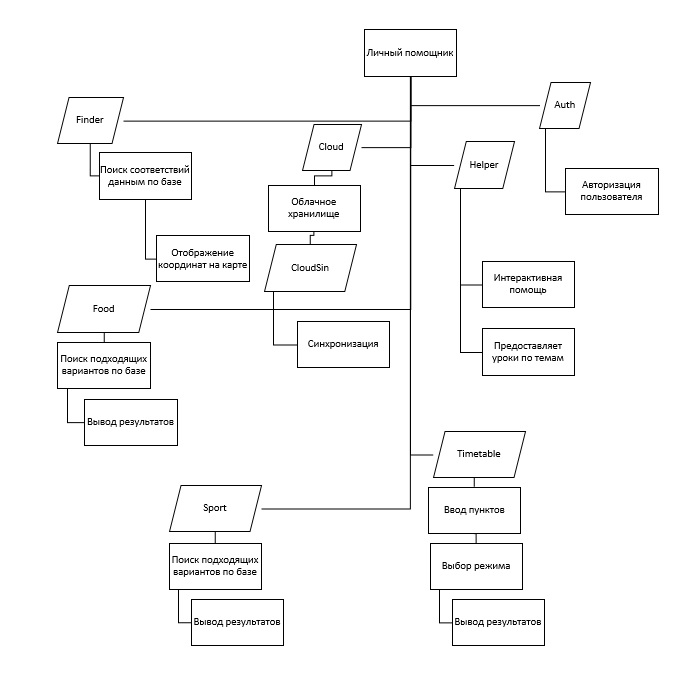 Личный помощник
Finder
Auth
Cloud
Helper
Поиск соответствий
данным по базе
Авторизация
пользователя
Облачное
хранилище
Отображение
координат на карте
CloudSin
Интерактивная
помощь
Food
Синхронизация
Предоставляет
уроки по темам
Поиск подходящих
вариантов по базе
Вывод результатов
Timetable
Sport
Ввод пунктов
Поиск подходящих
вариантов по базе
Выбор режима
Вывод результатов
Вывод результатов